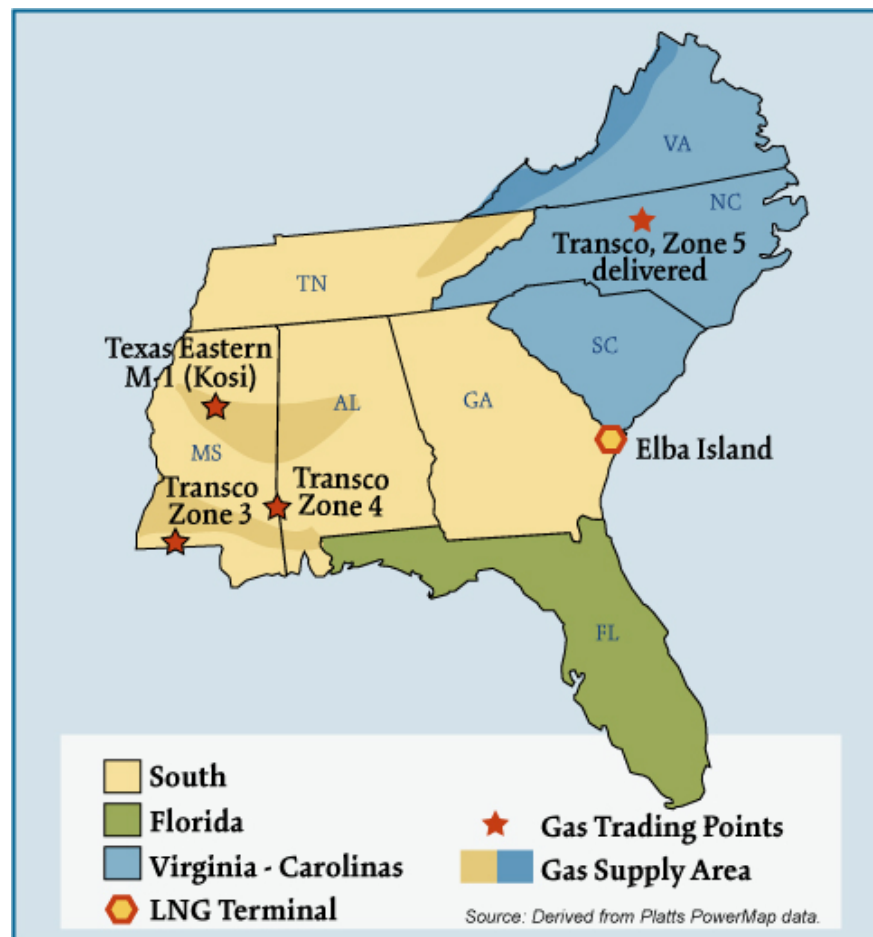 VA
NC
Transco, Zone 5
delivered
TN
SC
Texas Eastern
M-1 (Kosi)
AL
GA
MS
Elba Island
Transco
Zone 3
Transco
Zone 4
FL
South
Florida
Virginia - Carolinas
LNG Terminal
Gas Trading Points
Gas Supply Area
Source: Derived from Platts PowerMap data.